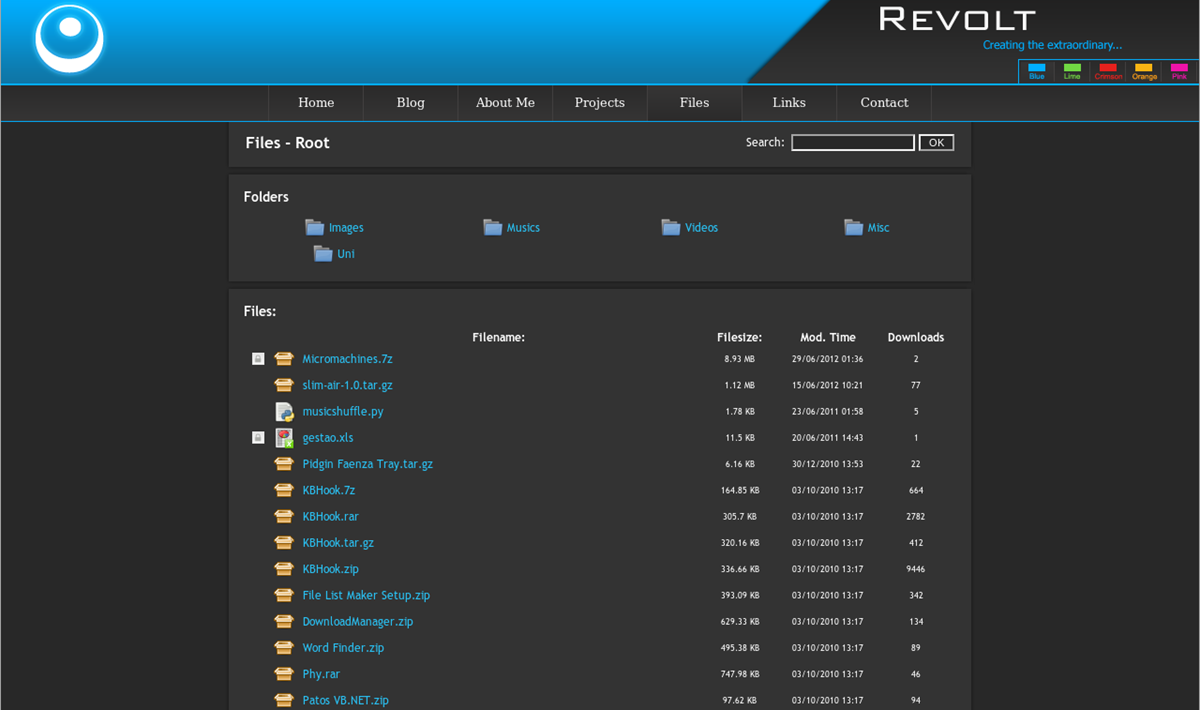 REVOLT
Creating the extraordinary...
Blue Lime Crimson Orange Pink
Home Blog About Me Projects Files Links Contact
Files - Root Search: OK
Folders
Images Musics Videos Misc
Uni
Files:
Filename: Filesize: Mod. Time Downloads
Micromachines.7z 8.93 MB 29/06/2012 01:36 2
slim-air-1.0.tar.gz 1.12 MB 15/06/2012 10:21 77
musicshuffle.py 1.78 KB 23/06/2011 01:58 5
gestao.xls 11.5 KB 20/06/2011 14:43 1
Pidgin Faenza Tray.tar.gz 6.16 KB 30/12/2010 13:53 22
KBHook.7z 164.85 KB 03/10/2010 13:17 664
KBHook.rar 305.7 KB 03/10/2010 13:17 2782
KBHook.tar.gz 320.16 KB 03/10/2010 13:17 412
KBHook.zip 336.66 KB 03/10/2010 13:17 9446
File List Maker Setup.zip 393.09 KB 03/10/2010 13:17 342
DownloadManager.zip 629.33 KB 03/10/2010 13:17 134
Word Finder.zip 495.38 KB 03/10/2010 13:17 89
Phy.rar 747.98 KB 03/10/2010 13:17 46
Patos VB.NET.zip 97.62 KB 03/10/2010 13:17 94